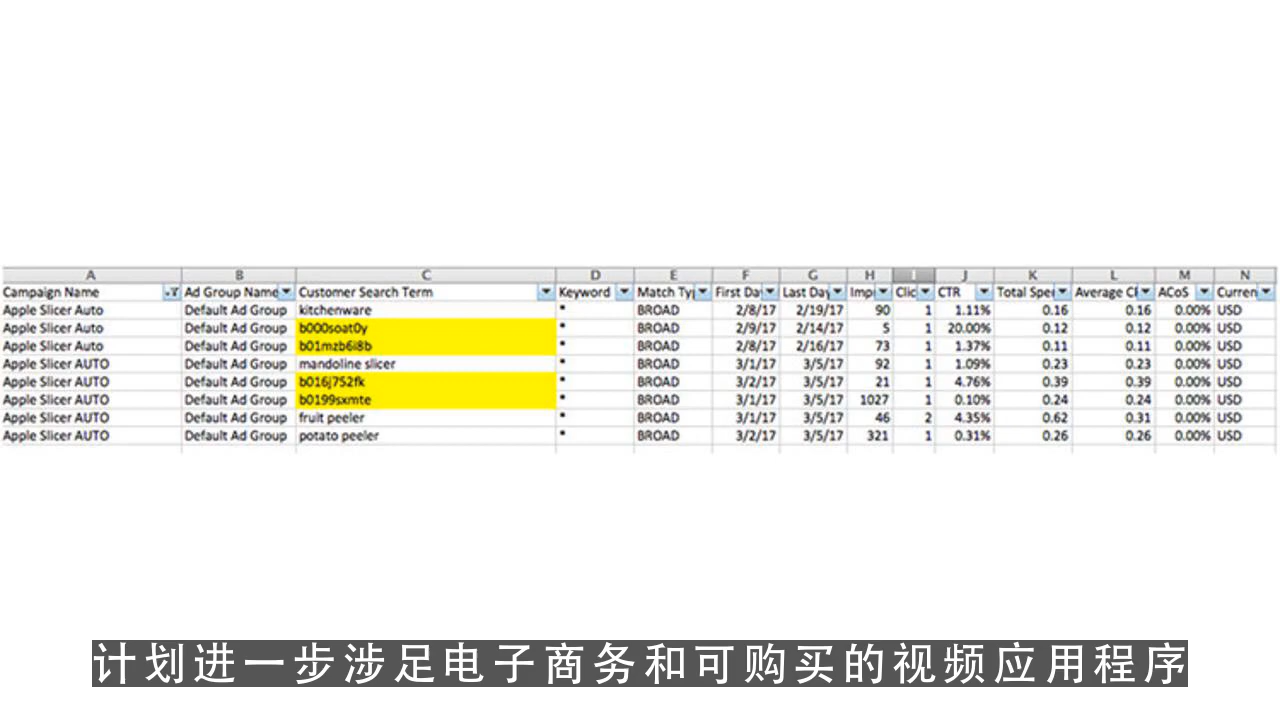 A B C D E F G H I J K L M N
Campaign Name Ad Group Name Customer Search Term Keyword Match Ty First Da Last Day Imp Clic CTR Total Spe Average Cl ACoS Curren
Apple Slicer Auto Default Ad Group kitchenware * BROAD 2/8/17 2/19/17 90 1 1.11% 0.16 0.16 0.00% USD
Apple Slicer Auto Default Ad Group b000soat0y * BROAD 2/9/17 2/14/17 5 1 20.00% 0.12 0.12 0.00% USD
Apple Slicer Auto Default Ad Group b01mzb6i8b * BROAD 2/8/17 2/16/17 73 1 1.37% 0.11 0.11 0.00% USD
Apple Slicer AUTO Default Ad Group mandoline slicer * BROAD 3/1/17 3/5/17 92 1 1.09% 0.23 0.23 0.00% USD
Apple Slicer AUTO Default Ad Group b016j752fk * BROAD 3/2/17 3/5/17 21 1 4.76% 0.39 0.39 0.00% USD
Apple Slicer AUTO Default Ad Group b0199sxmte * BROAD 3/1/17 3/5/17 1027 1 0.10% 0.24 0.24 0.00% USD
Apple Slicer AUTO Default Ad Group fruit peeler * BROAD 3/1/17 3/5/17 46 2 4.35% 0.62 0.31 0.00% USD
Apple Slicer AUTO Default Ad Group potato peeler * BROAD 3/2/17 3/5/17 321 1 0.31% 0.26 0.26 0.00% USD
计划进一步涉足电子商务和可购买的视频应用程序